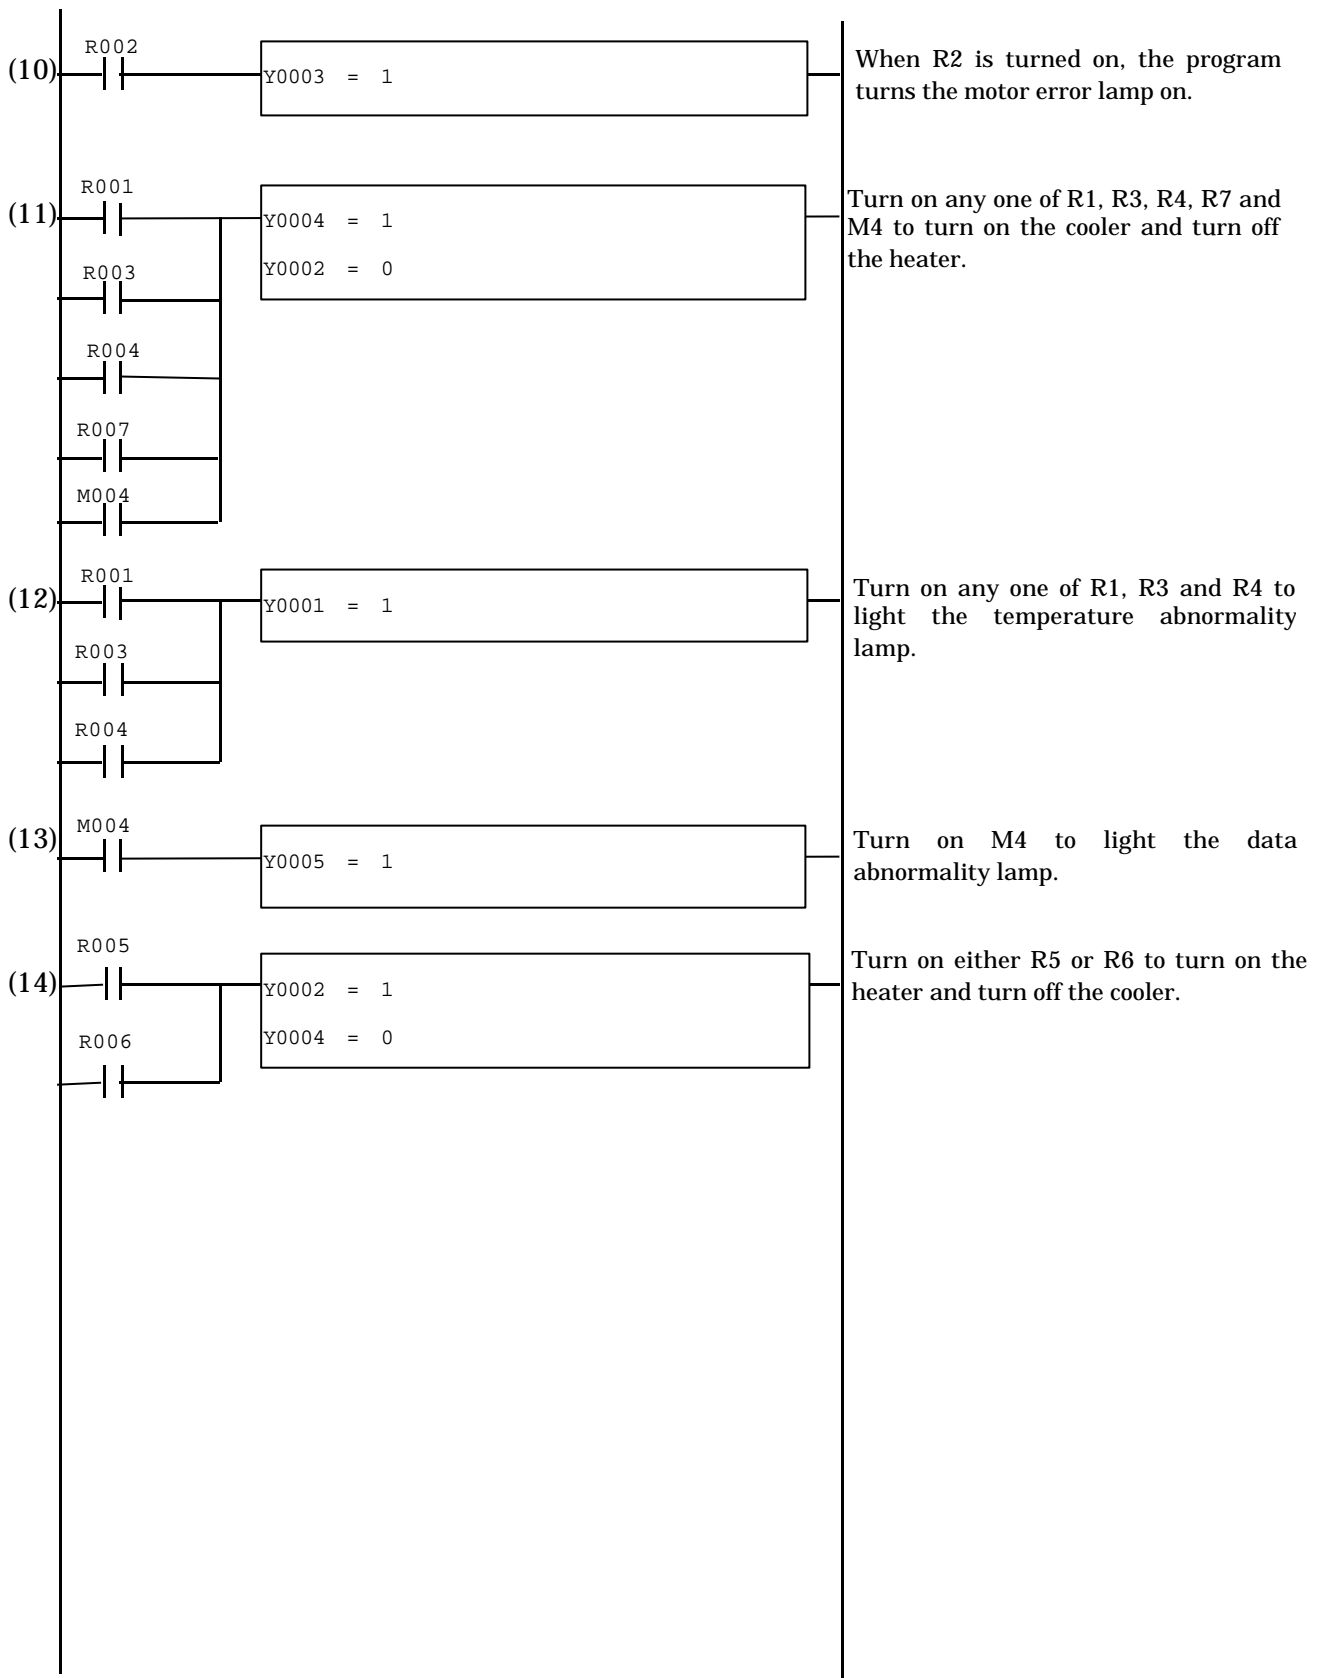 R002
(10)
Y0003 = 1
When R2 is turned on, the program
turns the motor error lamp on.
R001
(11)
Y0004 = 1
Y0002 = 0
Turn on any one of R1, R3, R4, R7 and
M4 to turn on the cooler and turn off
the heater.
R003
R004
R007
M004
R001
(12)
Y0001 = 1
Turn on any one of R1, R3 and R4 to
light the temperature abnormality
lamp.
R003
R004
M004
(13)
Y0005 = 1
Turn on M4 to light the data
abnormality lamp.
R005
(14)
Y0002 = 1
Y0004 = 0
Turn on either R5 or R6 to turn on the
heater and turn off the cooler.
R006